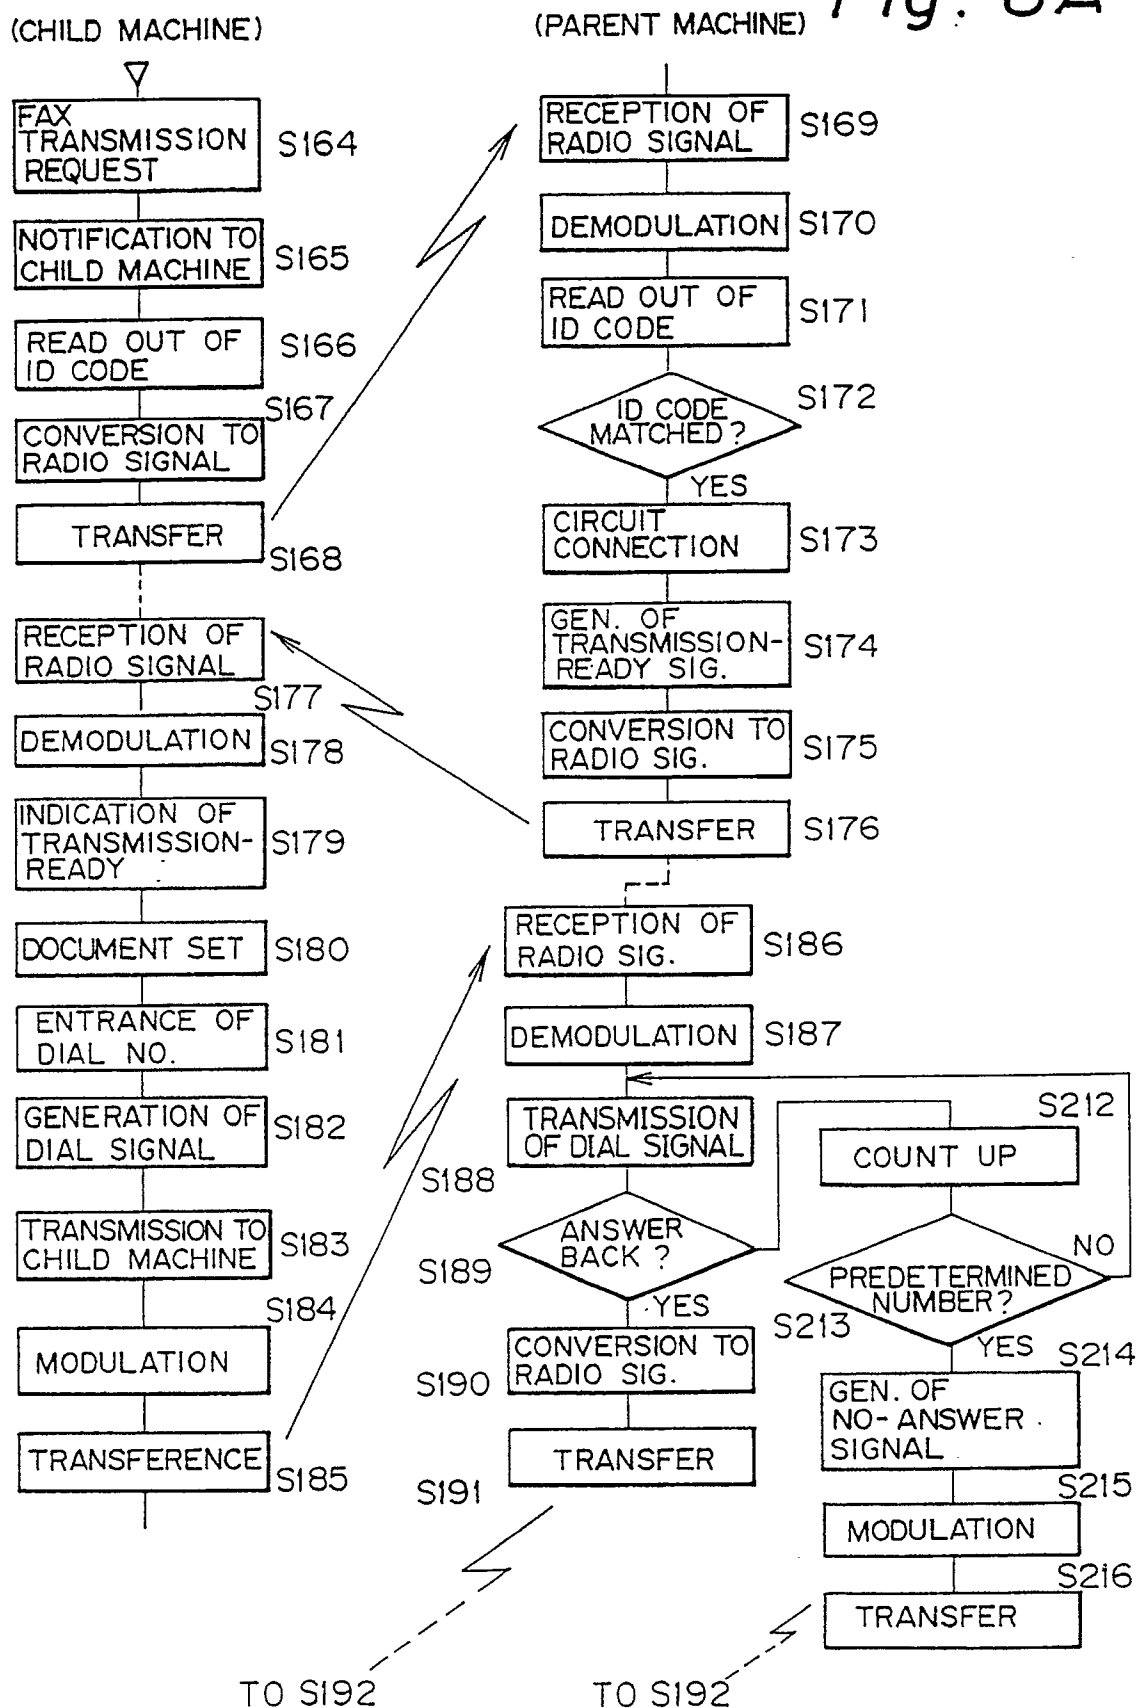 Fig. 8A
(CHILD MACHINE)
FAX
TRANSMISSION
REQUEST
S164
NOTIFICATION TO
CHILD MACHINE
S165
READ OUT OF
ID CODE
S166
S167
CONVERSION TO
RADIO SIGNAL
TRANSFER
S168
RECEPTION OF
RADIO SIGNAL
S177
DEMODULATION
S178
INDICATION OF
TRANSMISSION-
READY
S179
DOCUMENT SET
S180
ENTRANCE OF
DIAL NO.
S181
GENERATION OF
DIAL SIGNAL
S182
TRANSMISSION TO
CHILD MACHINE
S183
S184
MODULATION
TRANSFERENCE
S185
(PARENT MACHINE)
RECEPTION OF
RADIO SIGNAL
S169
DEMODULATION
S170
READ OUT OF
ID CODE
S171
ID CODE
MATCHED?
S172
YES
CIRCUIT
CONNECTION
S173
GEN. OF
TRANSMISSION-
READY SIG.
S174
CONVERSION TO
RADIO SIG.
S175
TRANSFER
S176
RECEPTION OF
RADIO SIG.
S186
DEMODULATION
S187
TRANSMISSION
OF DIAL SIGNAL
S188
ANSWER
BACK ?
S189
YES
CONVERSION TO
RADIO SIG.
S190
TRANSFER
S191
TO S192
S212
COUNT UP
NO
PREDETERMINED
NUMBER?
S213
YES
S214
GEN. OF
NO-ANSWER
SIGNAL
S215
MODULATION
S216
TRANSFER
TO S192